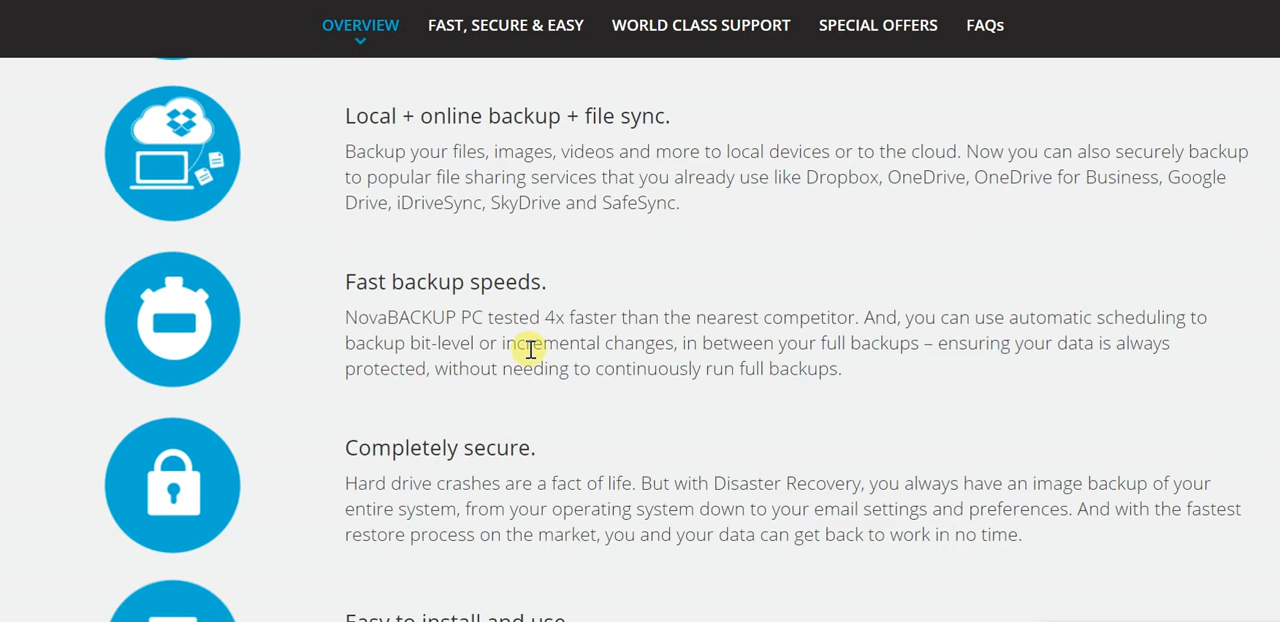 OVERVIEW FAST, SECURE & EASY WORLD CLASS SUPPORT SPECIAL OFFERS FAQs
Local + online backup + file sync.
Backup your files, images, videos and more to local devices or to the cloud. Now you can also securely backup
to popular file sharing services that you already use like Dropbox, OneDrive, OneDrive for Business, Google
Drive, iDriveSync, SkyDrive and SafeSync.
Fast backup speeds.
NovaBACKUP PC tested 4x faster than the nearest competitor. And, you can use automatic scheduling to
backup bit-level or incremental changes, in between your full backups – ensuring your data is always
protected, without needing to continuously run full backups.
Completely secure.
Hard drive crashes are a fact of life. But with Disaster Recovery, you always have an image backup of your
entire system, from your operating system down to your email settings and preferences. And with the fastest
restore process on the market, you and your data can get back to work in no time.
Easy to install and use.